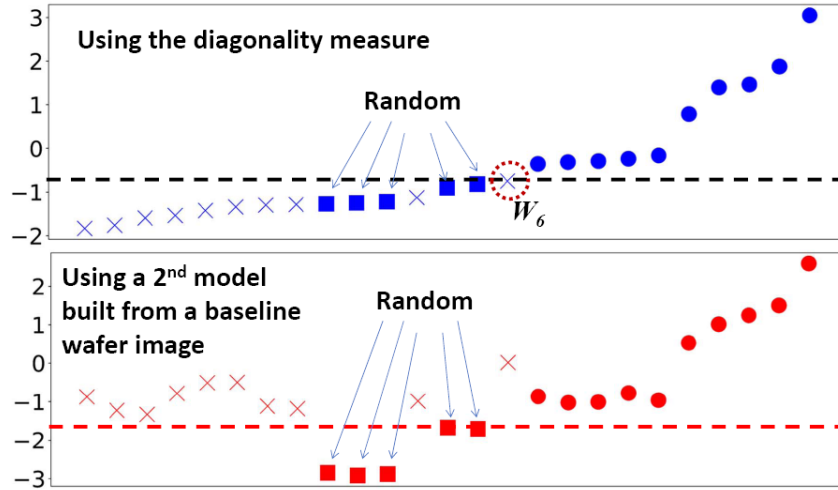 3
2
1
0
−1
−2
Using the diagonality measure
Random
W6
2
1
0
−1
−2
−3
Using a 2nd model
built from a baseline
wafer image
Random